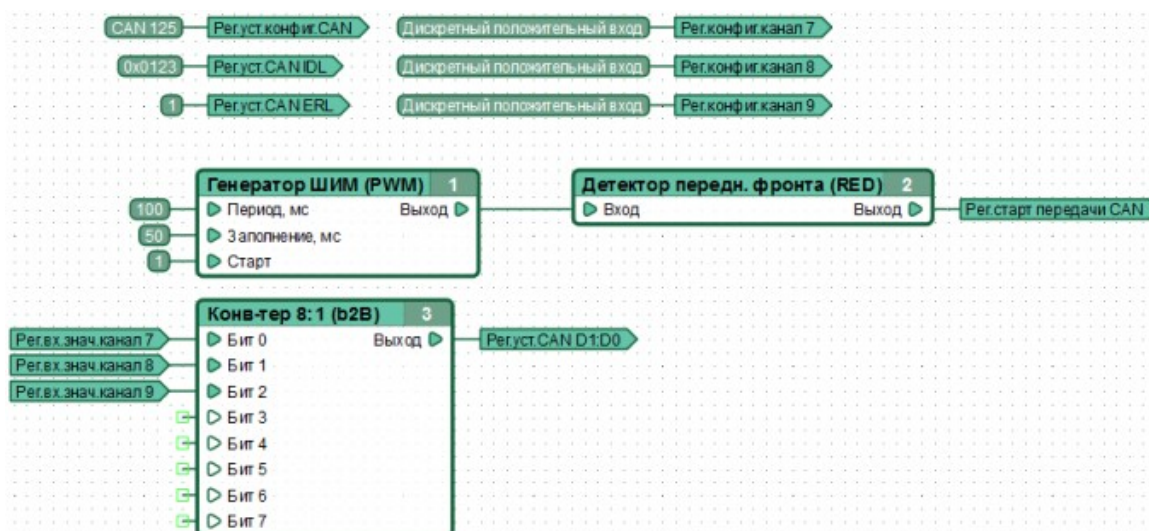 CAN 125 Рег.уст.конфиг.CAN Дискретный положительный вход Рег.конфиг.канал 7
0x0123 Рег.уст.CAN IDL Дискретный положительный вход Рег.конфиг.канал 8
1 Рег.уст.CAN ERL Дискретный положительный вход Рег.конфиг.канал 9
Генератор ШИМ (PWM) 1 Детектор передн. фронта (RED) 2
100 Период, мс Выход Вход Выход Рег.старт передачи CAN
50 Заполнение, мс
1 Старт
Конв-тер 8:1 (b2B) 3
Рег.вх.знач.канал 7 Бит 0 Выход Рег.уст.CAN D1:D0
Рег.вх.знач.канал 8 Бит 1
Рег.вх.знач.канал 9 Бит 2
Бит 3
Бит 4
Бит 5
Бит 6
Бит 7